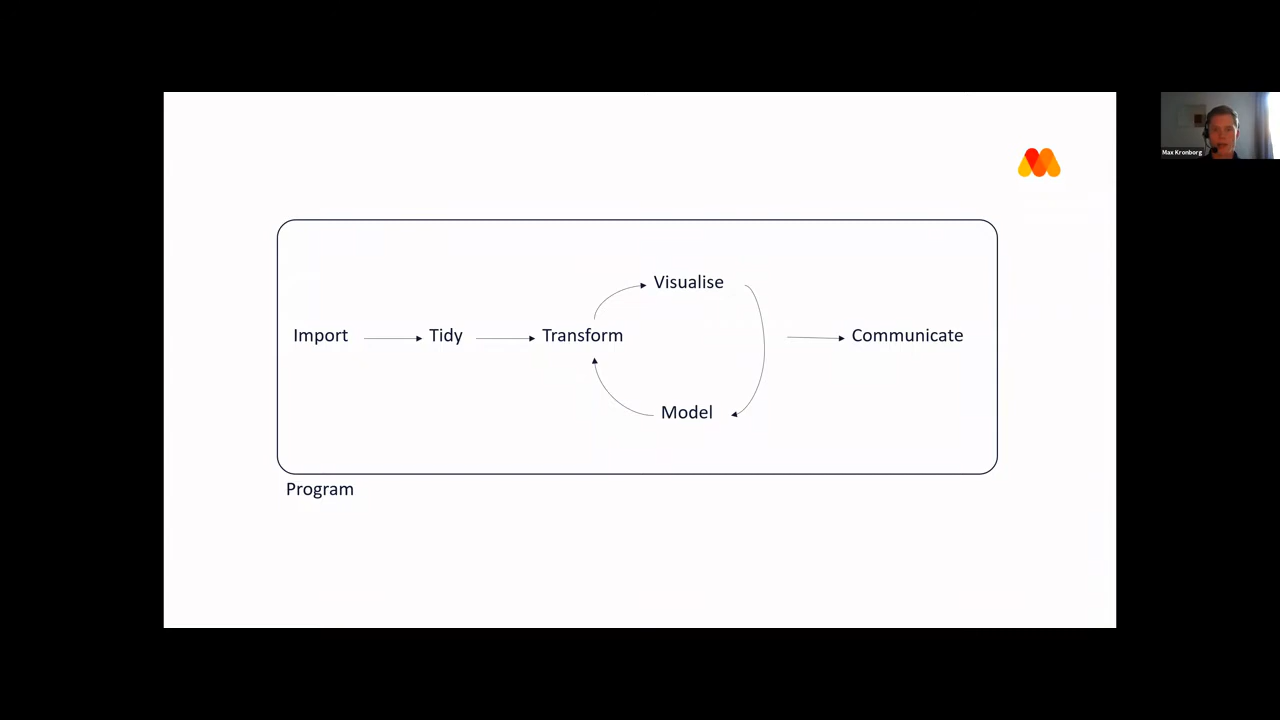 Max Kronborg
Visualise
Import
Tidy
Transform
Communicate
Model
Program